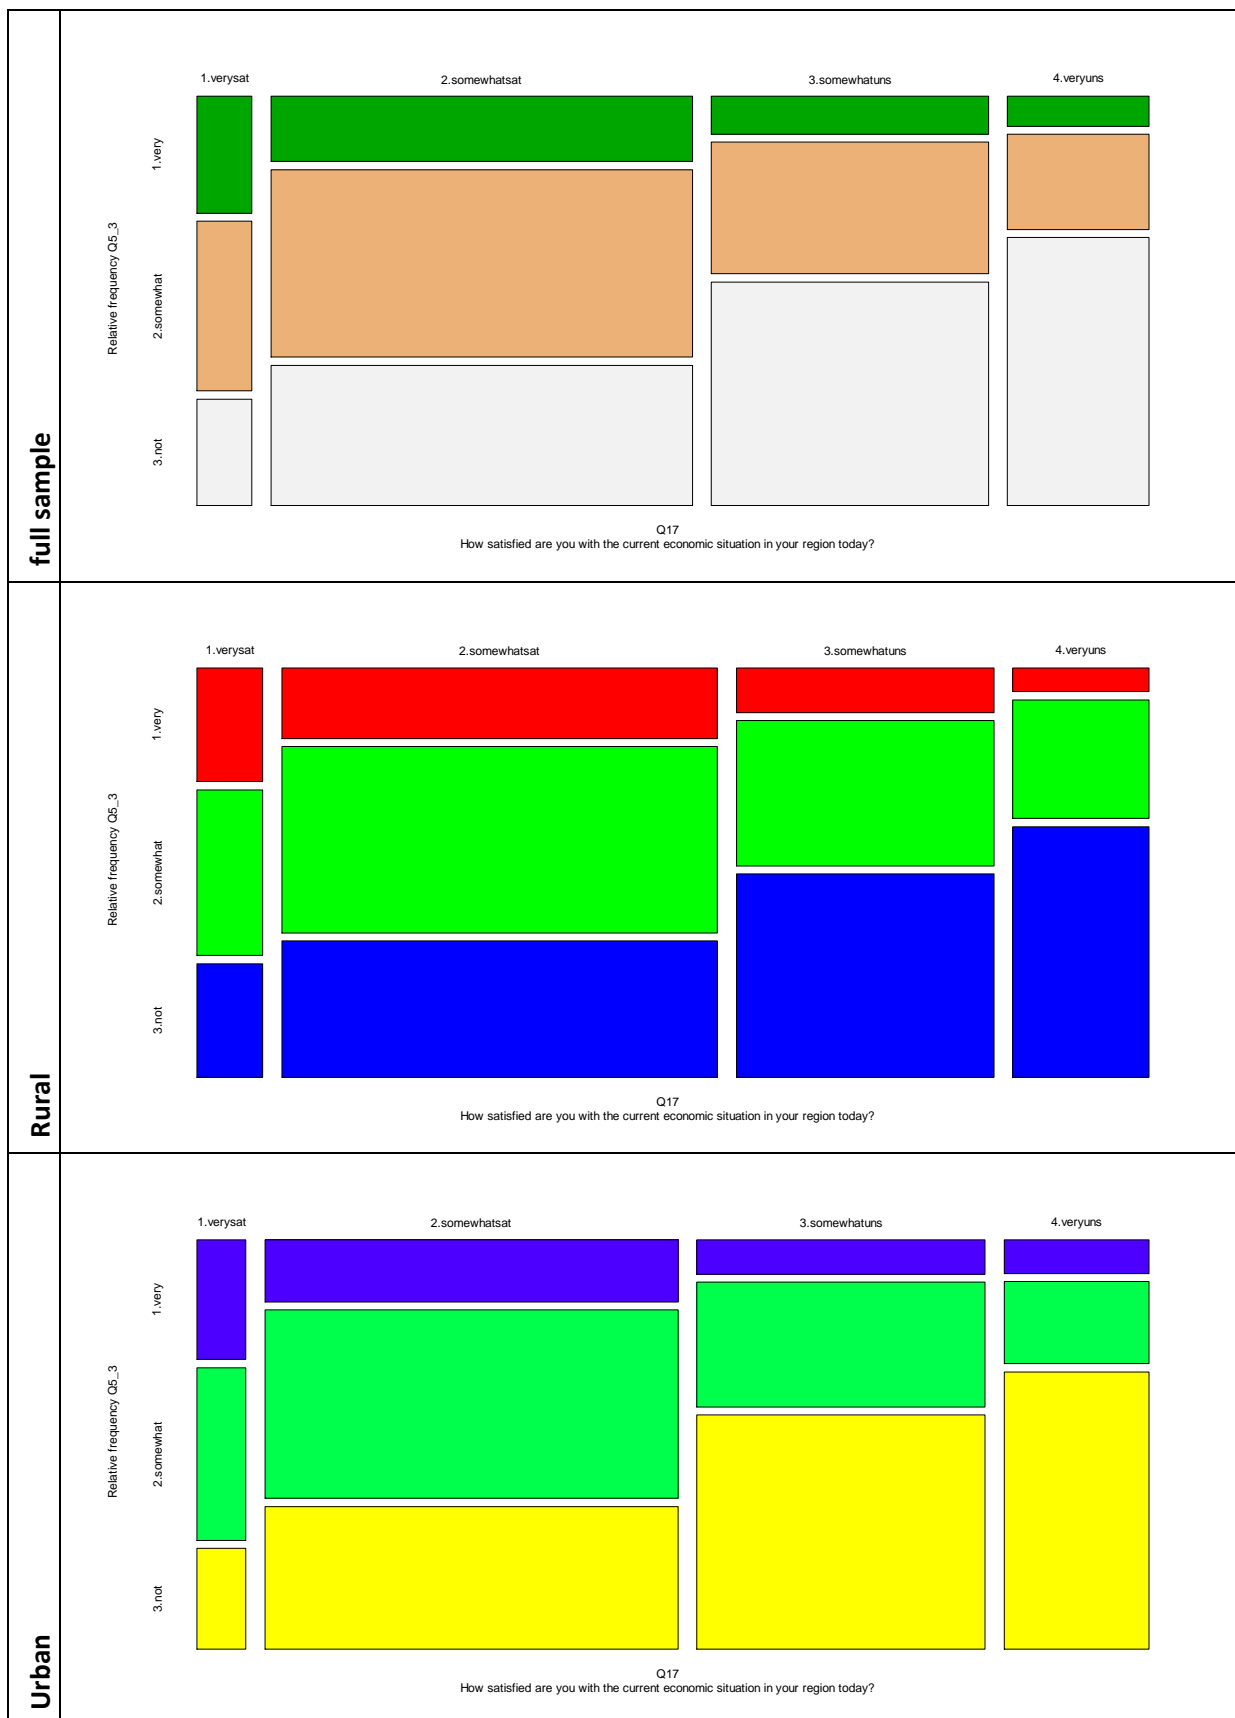 full sample
1.verysat 2.somewhatsat 3.somewhatuns 4.veryuns
Relative frequency Q5_3
1.very
2.somewhat
3.not
Q17
How satisfied are you with the current economic situation in your region today?
Rural
1.verysat 2.somewhatsat 3.somewhatuns 4.veryuns
Relative frequency Q5_3
1.very
2.somewhat
3.not
Q17
How satisfied are you with the current economic situation in your region today?
Urban
1.verysat 2.somewhatsat 3.somewhatuns 4.veryuns
Relative frequency Q5_3
1.very
2.somewhat
3.not
Q17
How satisfied are you with the current economic situation in your region today?